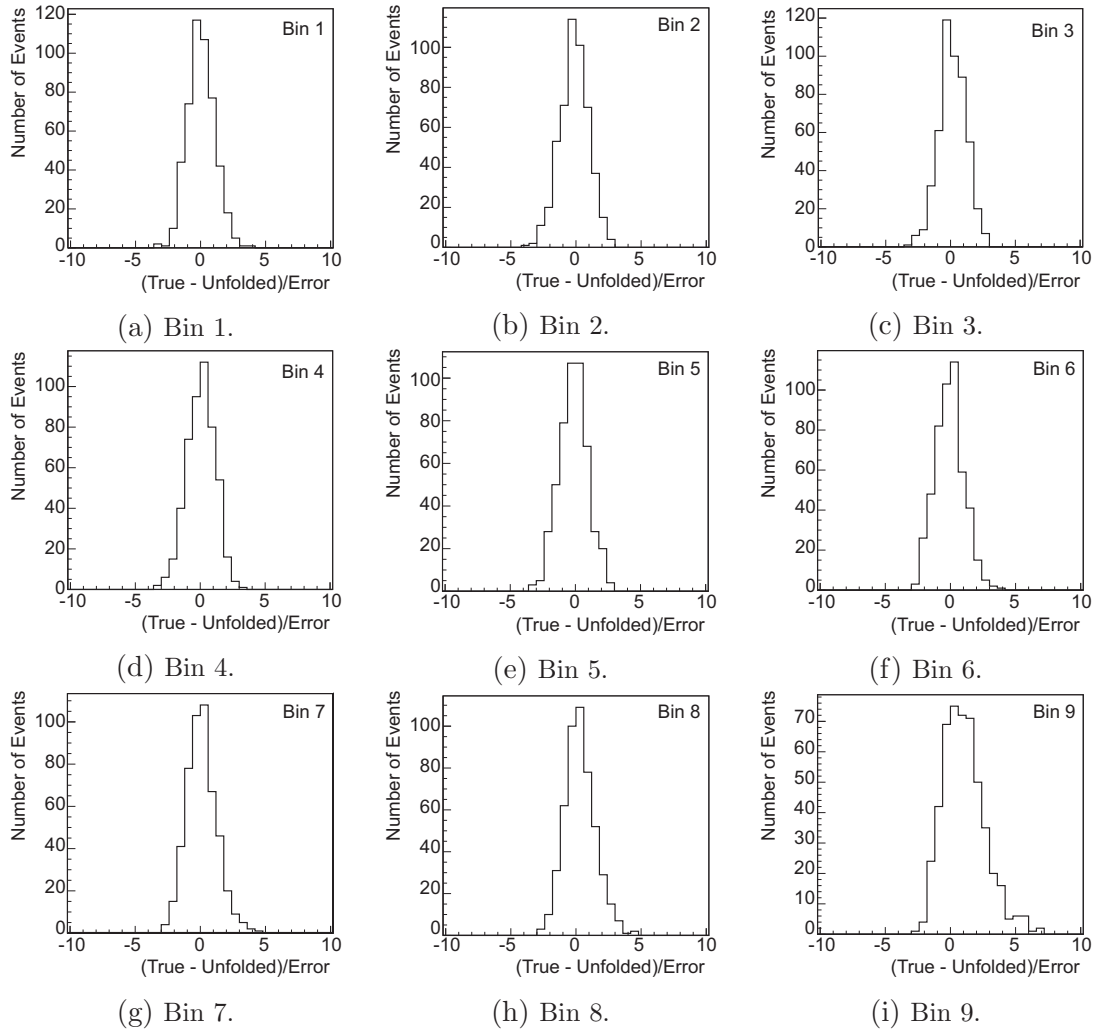 Number of Events
120
100
80
60
40
20
0
Bin 1
-10 -5 0 5 10
(True - Unfolded)/Error
(a) Bin 1.
Number of Events
100
80
60
40
20
0
Bin 2
-10 -5 0 5 10
(True - Unfolded)/Error
(b) Bin 2.
Number of Events
120
100
80
60
40
20
0
Bin 3
-10 -5 0 5 10
(True - Unfolded)/Error
(c) Bin 3.
Number of Events
100
80
60
40
20
0
Bin 4
-10 -5 0 5 10
(True - Unfolded)/Error
(d) Bin 4.
Number of Events
100
80
60
40
20
0
Bin 5
-10 -5 0 5 10
(True - Unfolded)/Error
(e) Bin 5.
Number of Events
100
80
60
40
20
0
Bin 6
-10 -5 0 5 10
(True - Unfolded)/Error
(f) Bin 6.
Number of Events
100
80
60
40
20
0
Bin 7
-10 -5 0 5 10
(True - Unfolded)/Error
(g) Bin 7.
Number of Events
100
80
60
40
20
0
Bin 8
-10 -5 0 5 10
(True - Unfolded)/Error
(h) Bin 8.
Number of Events
70
60
50
40
30
20
70
0
Bin 9
-10 -5 0 5 10
(True - Unfolded)/Error
(i) Bin 9.